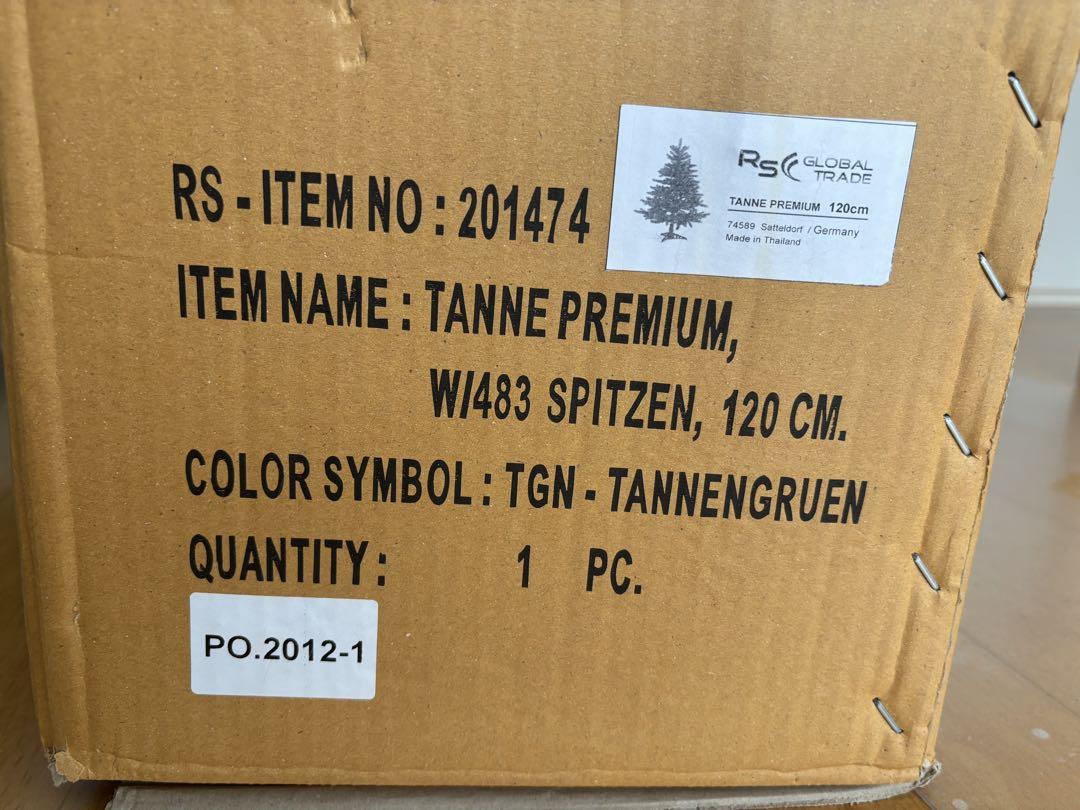 RS - ITEM NO : 201474
RS GLOBAL
TRADE
TANNE PREMIUM 120cm
74589 Satteldorf / Germany
Made in Thailand
ITEM NAME : TANNE PREMIUM,
W/483 SPITZEN, 120 CM.
COLOR SYMBOL : TGN - TANNENGRUEN
QUANTITY : 1 PC.
PO.2012-1